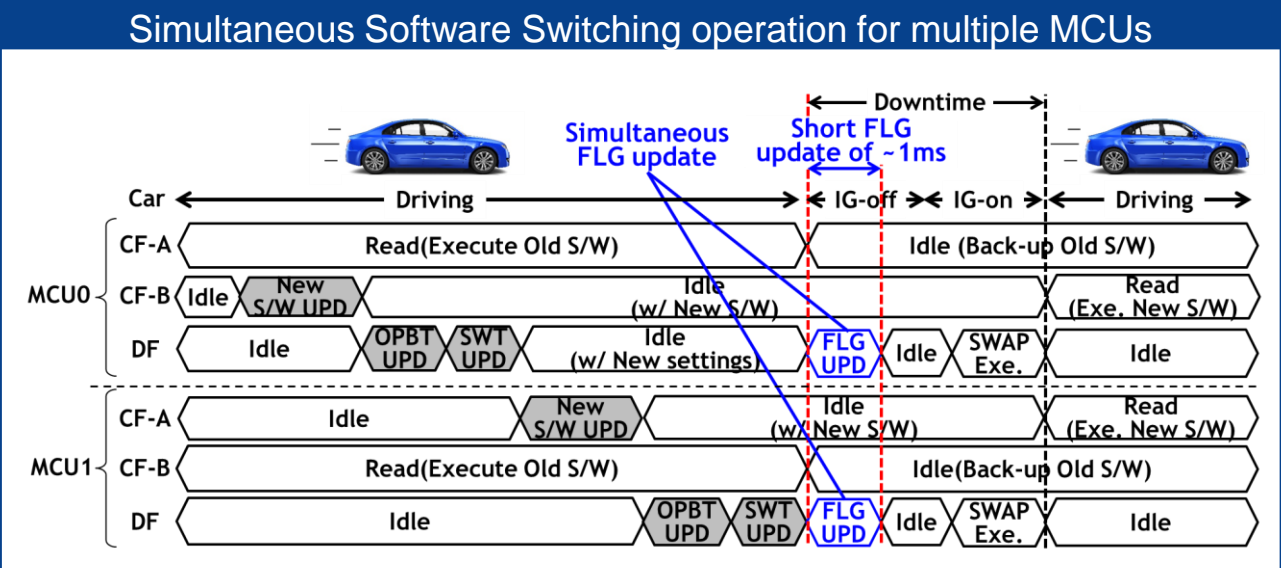 Simultaneous Software Switching operation for multiple MCUs
Downtime
Simultaneous
FLG update
Short FLG
update of ~1ms
Car
Driving
IG-off
IG-on
Driving
MCU0
CF-A
Read(Execute Old S/W)
Idle (Back-up Old S/W)
CF-B
Idle
New
S/W UPD
Idle
(w/ New S/W)
Read
(Exe. New S/W)
DF
Idle
OPBT
UPD
SWT
UPD
Idle
(w/ New settings)
FLG
UPD
Idle
SWAP
Exe.
Idle
MCU1
CF-A
Idle
New
S/W UPD
Idle
(w/ New S/W)
Read
(Exe. New S/W)
CF-B
Read(Execute Old S/W)
Idle(Back-up Old S/W)
DF
Idle
OPBT
UPD
SWT
UPD
FLG
UPD
Idle
SWAP
Exe.
Idle